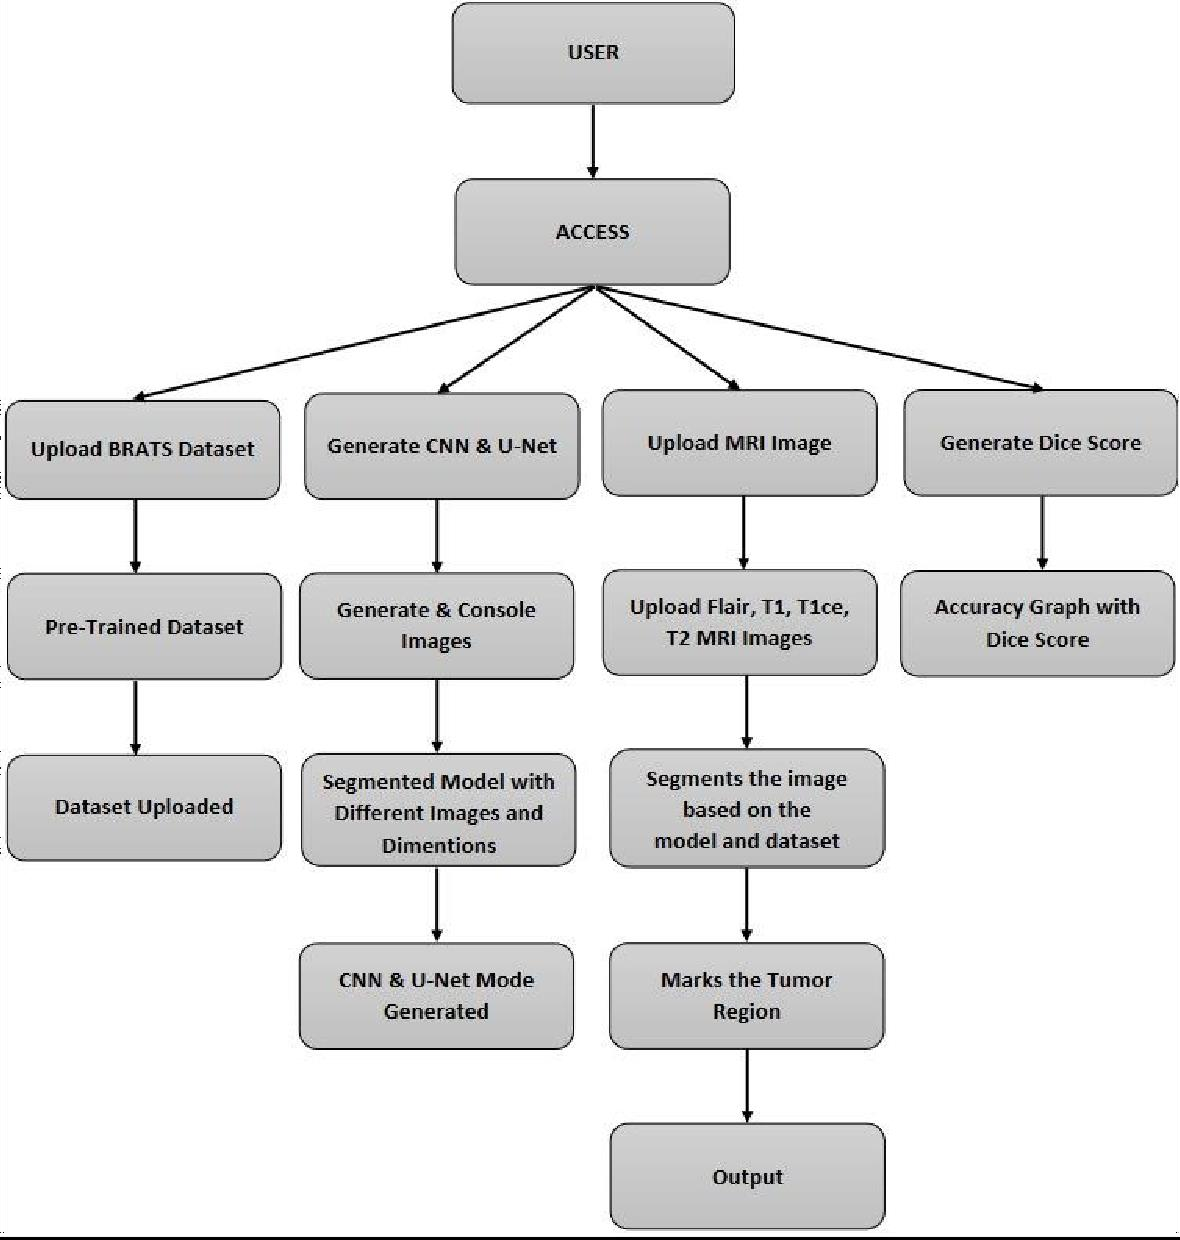 USER
ACCESS
Upload BRATS Dataset
Generate CNN & U-Net
Upload MRI Image
Generate Dice Score
Pre-Trained Dataset
Generate & Console
Images
Upload Flair, T1, T1ce,
T2 MRI Images
Accuracy Graph with
Dice Score
Dataset Uploaded
Segmented Model with
Different Images and
Dimentions
Segments the image
based on the
model and dataset
CNN & U-Net Mode
Generated
Marks the Tumor
Region
Output